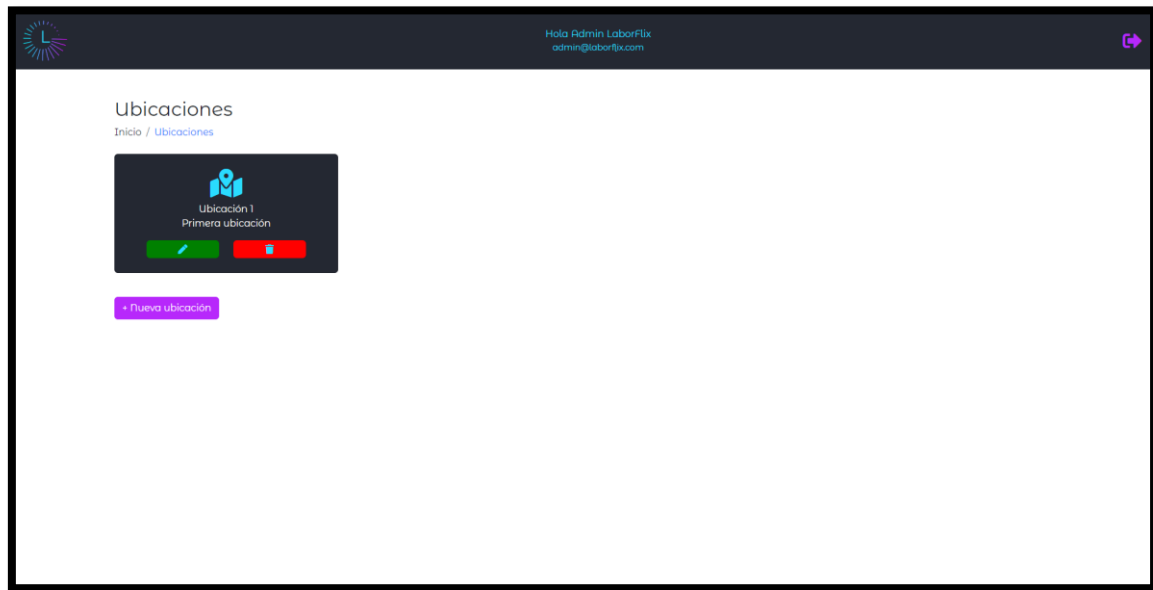 Hola Admin LaborFlix
admin@laborflix.com
Ubicaciones
Inicio / Ubicaciones
Ubicación 1
Primera ubicación
+ Nueva ubicación